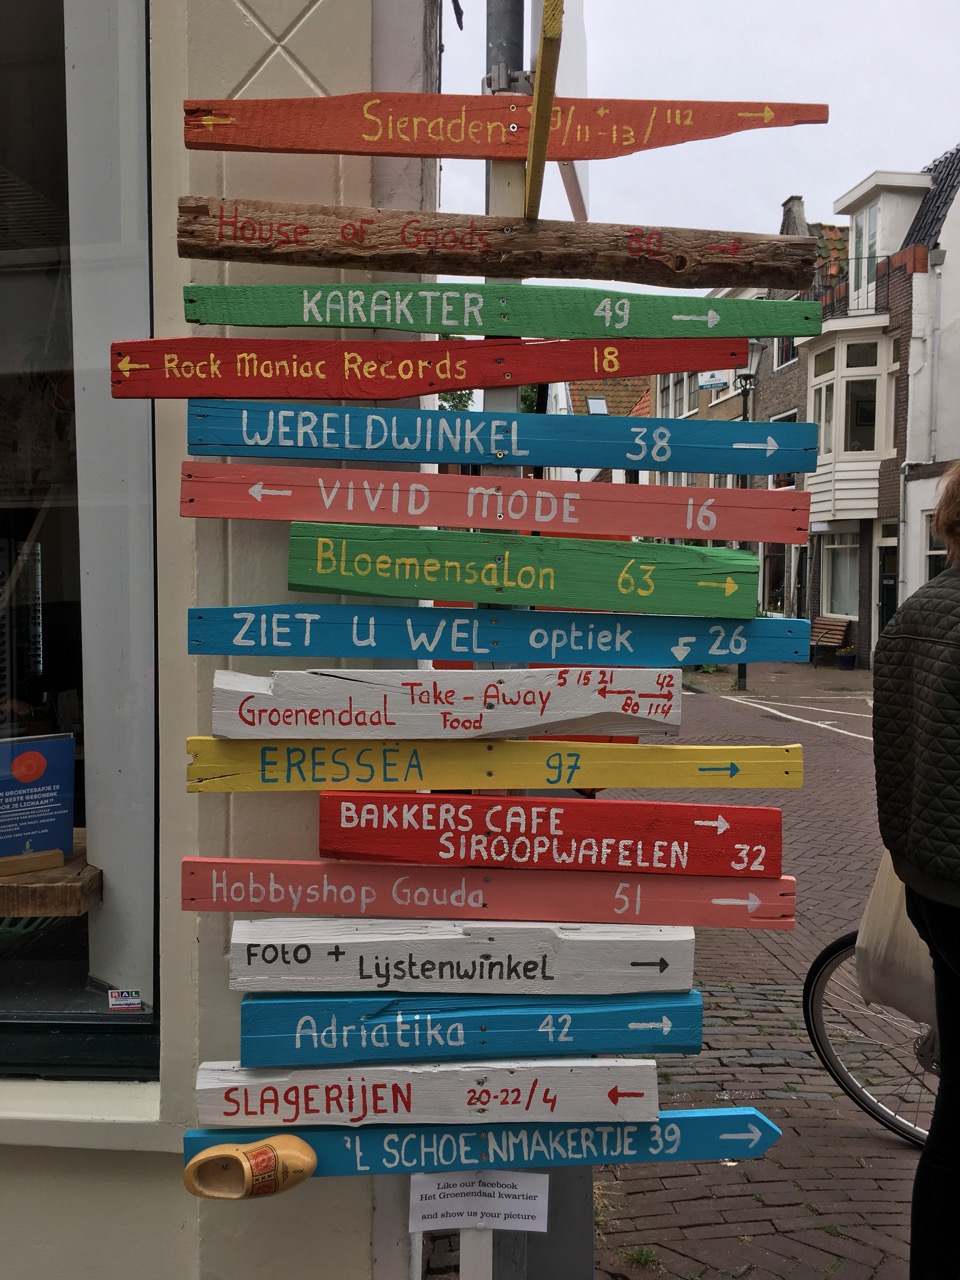 ← Sieraden 9/11-13/112 →
House of Goods 80 →
KARAKTER 49 →
← Rock Maniac Records 18
WERELDWINKEL 38 →
← VIVID MODE 16
Bloemensalon 63 →
ZIET U WEL optiek 26
Groenendaal Take-Away Food
5 15 21 42
← →
80 114
ERESSËA 97 →
BAKKERS CAFE →
SIROOPWAFELEN 32
Hobbyshop Gouda 51 →
FOTO + Lijstenwinkel →
Adriatika 42 →
SLAGERIJEN 20-22/4 ←
'L SCHOENMAKERTJE 39 →
Like our facebook
Het Groenendaal kwartier
and show us your picture
RAL